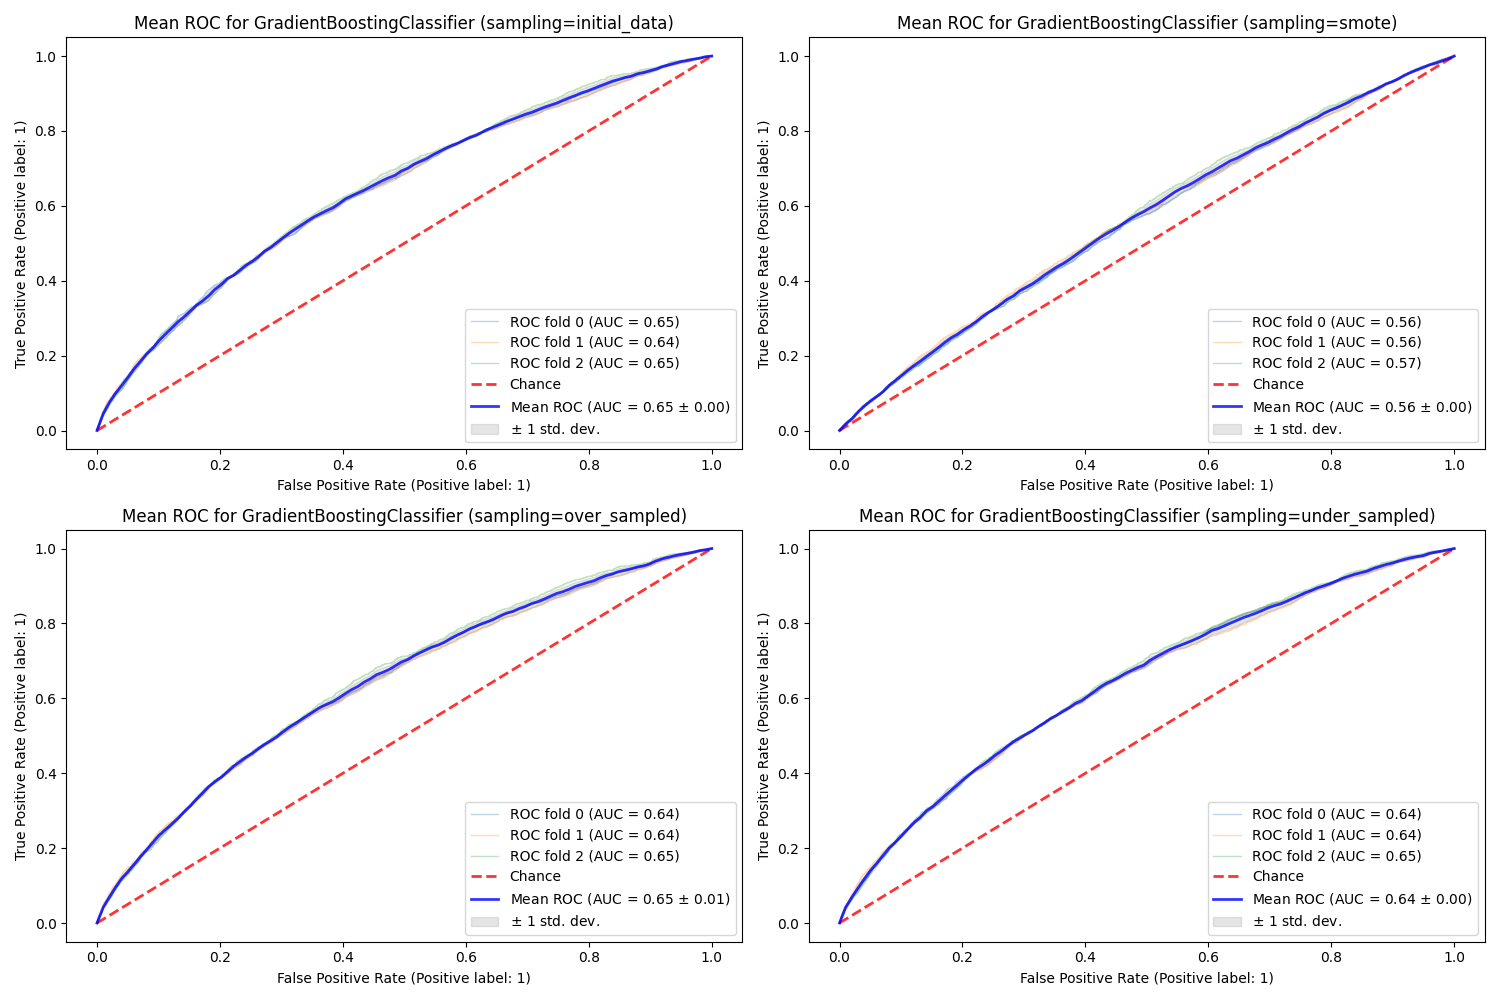 Mean ROC for GradientBoostingClassifier (sampling=initial_data)
True Positive Rate (Positive label: 1)
1.0
0.8
0.6
0.4
0.2
0.0
ROC fold 0 (AUC = 0.65)
ROC fold 1 (AUC = 0.64)
ROC fold 2 (AUC = 0.65)
Chance
Mean ROC (AUC = 0.65 ± 0.00)
± 1 std. dev.
0.0 0.2 0.4 0.6 0.8 1.0
False Positive Rate (Positive label: 1)
Mean ROC for GradientBoostingClassifier (sampling=smote)
True Positive Rate (Positive label: 1)
1.0
0.8
0.6
0.4
0.2
0.0
ROC fold 0 (AUC = 0.56)
ROC fold 1 (AUC = 0.56)
ROC fold 2 (AUC = 0.57)
Chance
Mean ROC (AUC = 0.56 ± 0.00)
± 1 std. dev.
0.0 0.2 0.4 0.6 0.8 1.0
False Positive Rate (Positive label: 1)
Mean ROC for GradientBoostingClassifier (sampling=over_sampled)
True Positive Rate (Positive label: 1)
1.0
0.8
0.6
0.4
0.2
0.0
ROC fold 0 (AUC = 0.64)
ROC fold 1 (AUC = 0.64)
ROC fold 2 (AUC = 0.65)
Chance
Mean ROC (AUC = 0.65 ± 0.01)
± 1 std. dev.
0.0 0.2 0.4 0.6 0.8 1.0
False Positive Rate (Positive label: 1)
Mean ROC for GradientBoostingClassifier (sampling=under_sampled)
True Positive Rate (Positive label: 1)
1.0
0.8
0.6
0.4
0.2
0.0
ROC fold 0 (AUC = 0.64)
ROC fold 1 (AUC = 0.64)
ROC fold 2 (AUC = 0.65)
Chance
Mean ROC (AUC = 0.64 ± 0.00)
± 1 std. dev.
0.0 0.2 0.4 0.6 0.8 1.0
False Positive Rate (Positive label: 1)